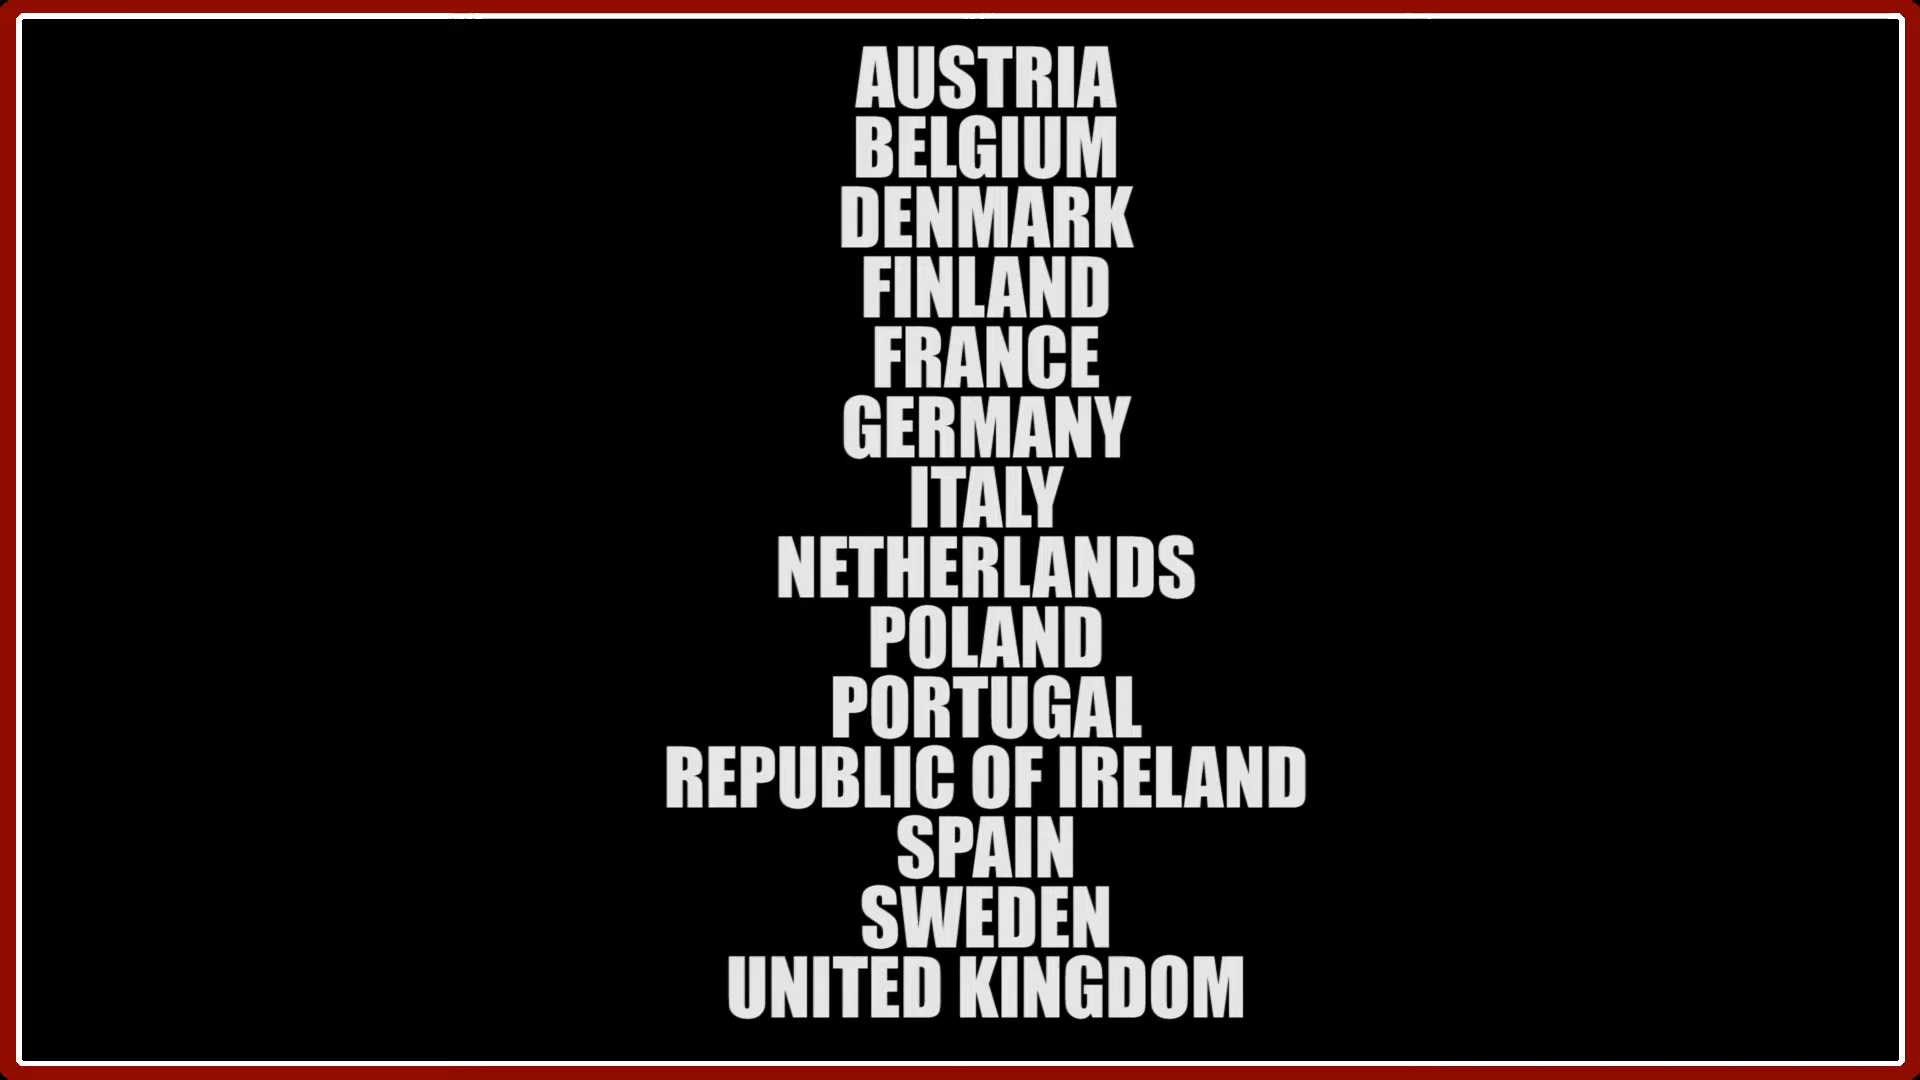 AUSTRIA
BELGIUM
DENMARK
FINLAND
FRANCE
GERMANY
ITALY
NETHERLANDS
POLAND
PORTUGAL
REPUBLIC OF IRELAND
SPAIN
SWEDEN
UNITED KINGDOM